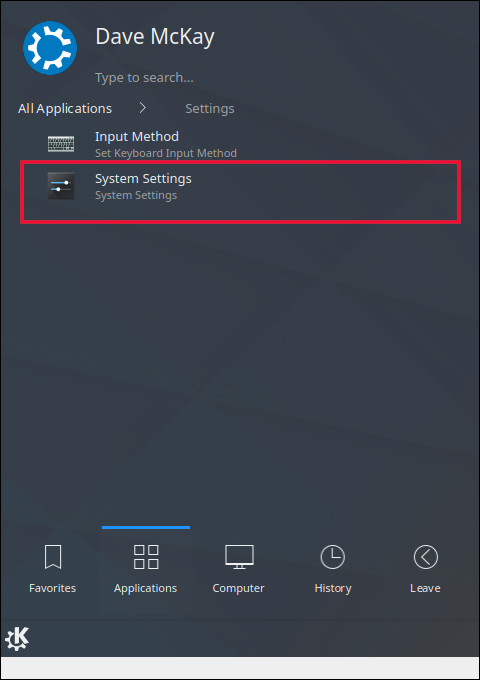 Dave McKay
Type to search...
All Applications > Settings
Input Method
Set Keyboard Input Method
System Settings
System Settings
Favorites Applications Computer History Leave